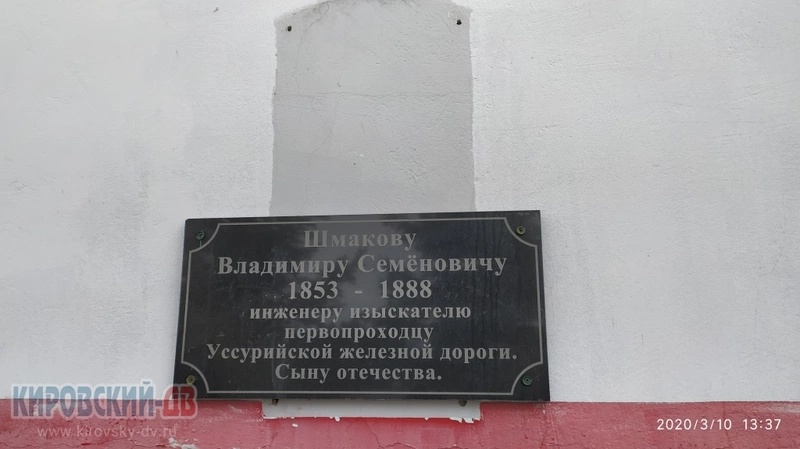 Шмакову
Владимиру Семёновичу
1853 - 1888
инженеру изыскателю
первопроходцу
Уссурийской железной дороги.
Сыну отечества.
КИРОВСКИЙ-ДВ
www.kirovsky-dv.ru
2020/3/10 13:37